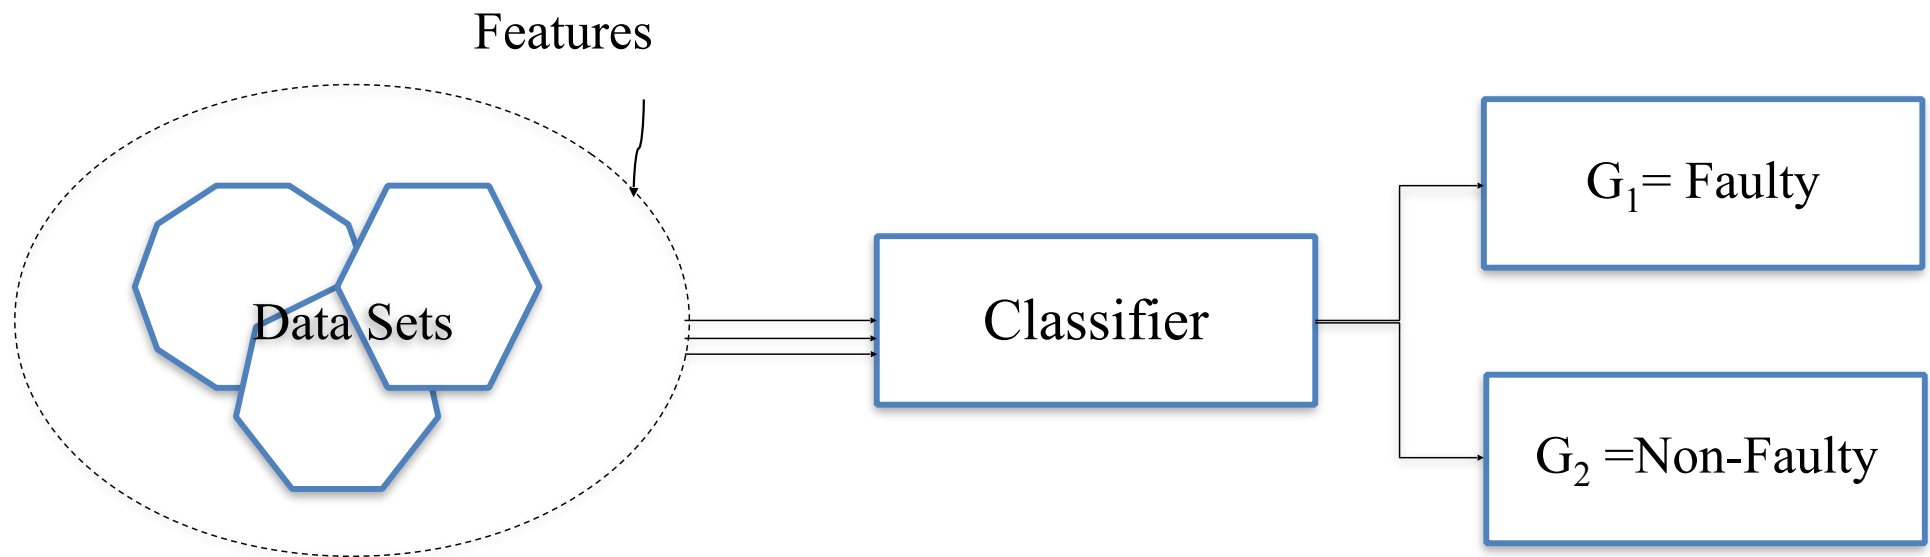 Features
Data Sets
Classifier
G₁= Faulty
G₂ =Non-Faulty